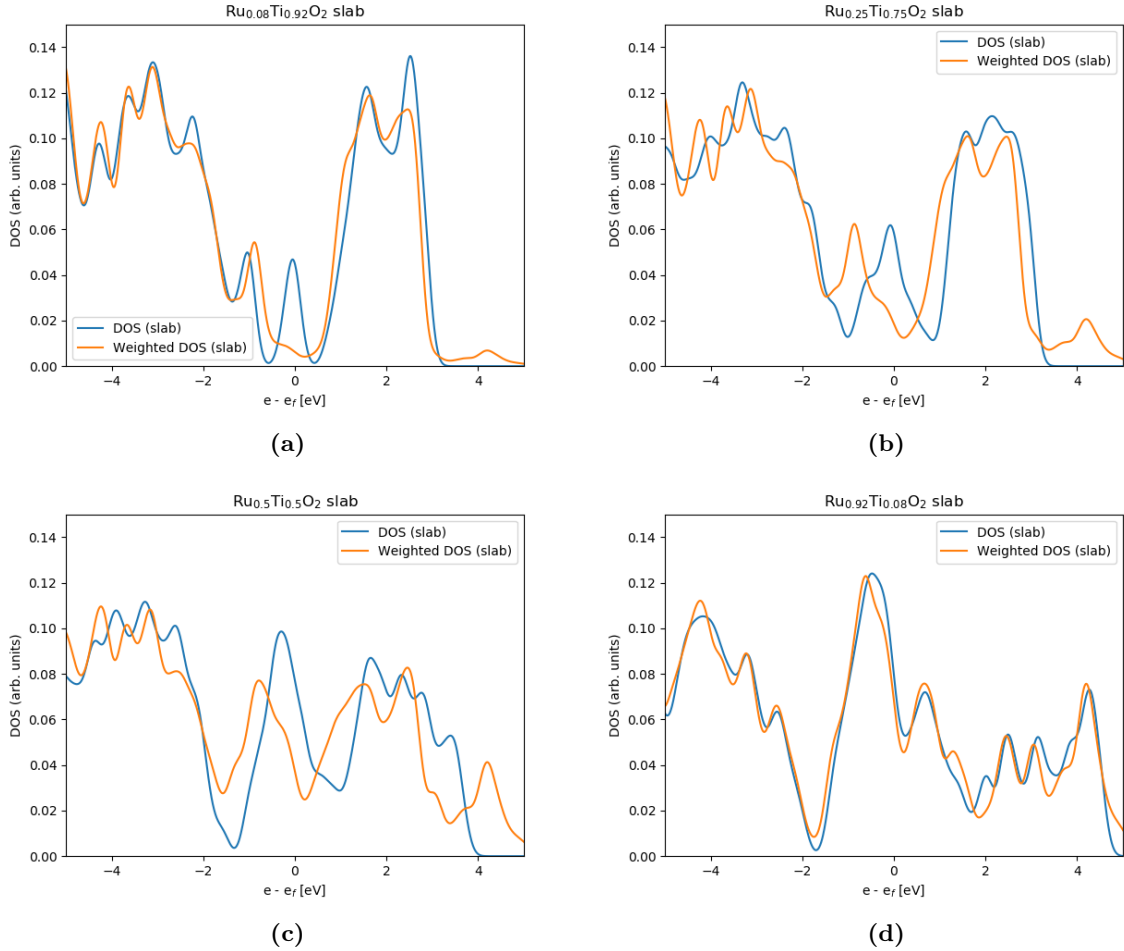 Ru₀.₀₈Ti₀.₉₂O₂ slab
0.14
0.12
0.10
0.08
0.06
0.04
0.02
0.00
DOS (arb. units)
DOS (slab)
Weighted DOS (slab)
−4
−2
0
2
4
e - e_f [eV]
(a)
Ru₀.₂₅Ti₀.₇₅O₂ slab
0.14
0.12
0.10
0.08
0.06
0.04
0.02
0.00
DOS (arb. units)
DOS (slab)
Weighted DOS (slab)
−4
−2
0
2
4
e - e_f [eV]
(b)
Ru₀.₅Ti₀.₅O₂ slab
0.14
0.12
0.10
0.08
0.06
0.04
0.02
0.00
DOS (arb. units)
DOS (slab)
Weighted DOS (slab)
−4
−2
0
2
4
e - e_f [eV]
(c)
Ru₀.₉₂Ti₀.₀₈O₂ slab
0.14
0.12
0.10
0.08
0.06
0.04
0.02
0.00
DOS (arb. units)
DOS (slab)
Weighted DOS (slab)
−4
−2
0
2
4
e - e_f [eV]
(d)